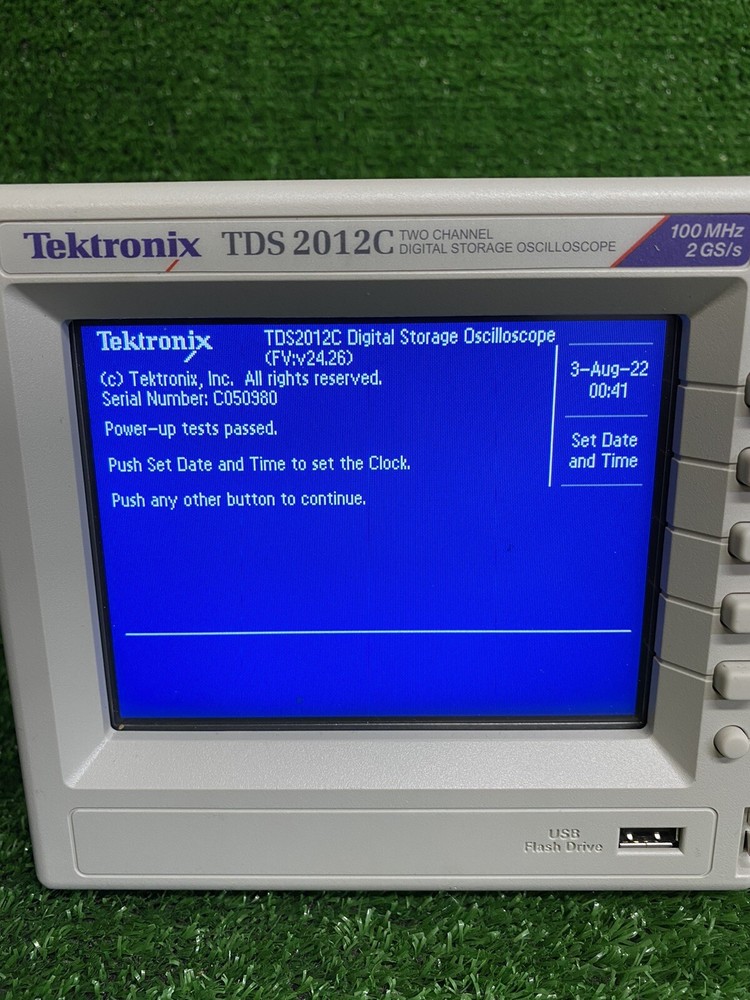 Tektronix TDS 2012C TWO CHANNEL
DIGITAL STORAGE OSCILLOSCOPE
100 MHz
2 GS/s
Tektronix TDS2012C Digital Storage Oscilloscope
(FV:v24.26)
(c) Tektronix, Inc. All rights reserved.
Serial Number: C050980
Power-up tests passed.
Push Set Date and Time to set the Clock.
Push any other button to continue.
3-Aug-22
00:41
Set Date
and Time
USB
Flash Drive